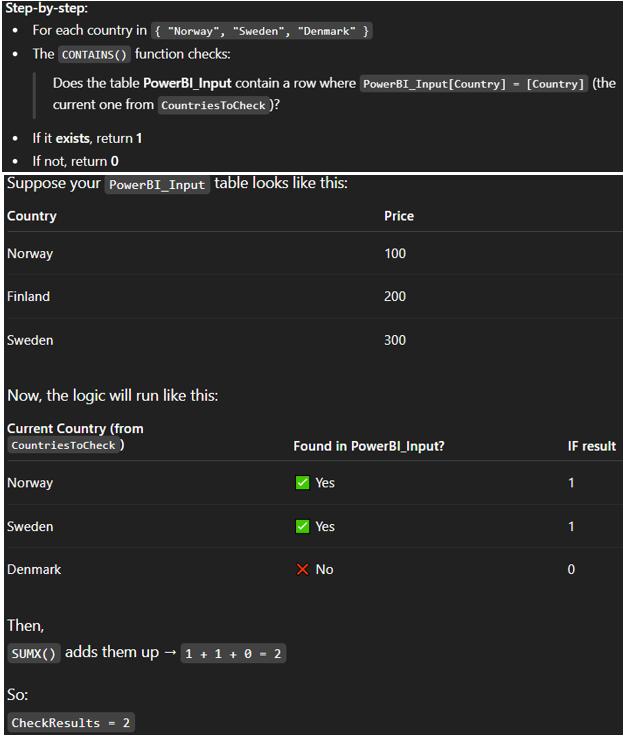 Step-by-step:
• For each country in { "Norway", "Sweden", "Denmark" }
• The CONTAINS() function checks:
Does the table PowerBI_Input contain a row where PowerBI_Input[Country] = [Country] (the
current one from CountriesToCheck)?
• If it exists, return 1
• If not, return 0
Suppose your PowerBI_Input table looks like this:
Country Price
Norway 100
Finland 200
Sweden 300
Now, the logic will run like this:
Current Country (from
CountriesToCheck) Found in PowerBI_Input? IF result
Norway ✅ Yes 1
Sweden ✅ Yes 1
Denmark ❌ No 0
Then,
SUMX() adds them up → 1 + 1 + 0 = 2
So:
CheckResults = 2